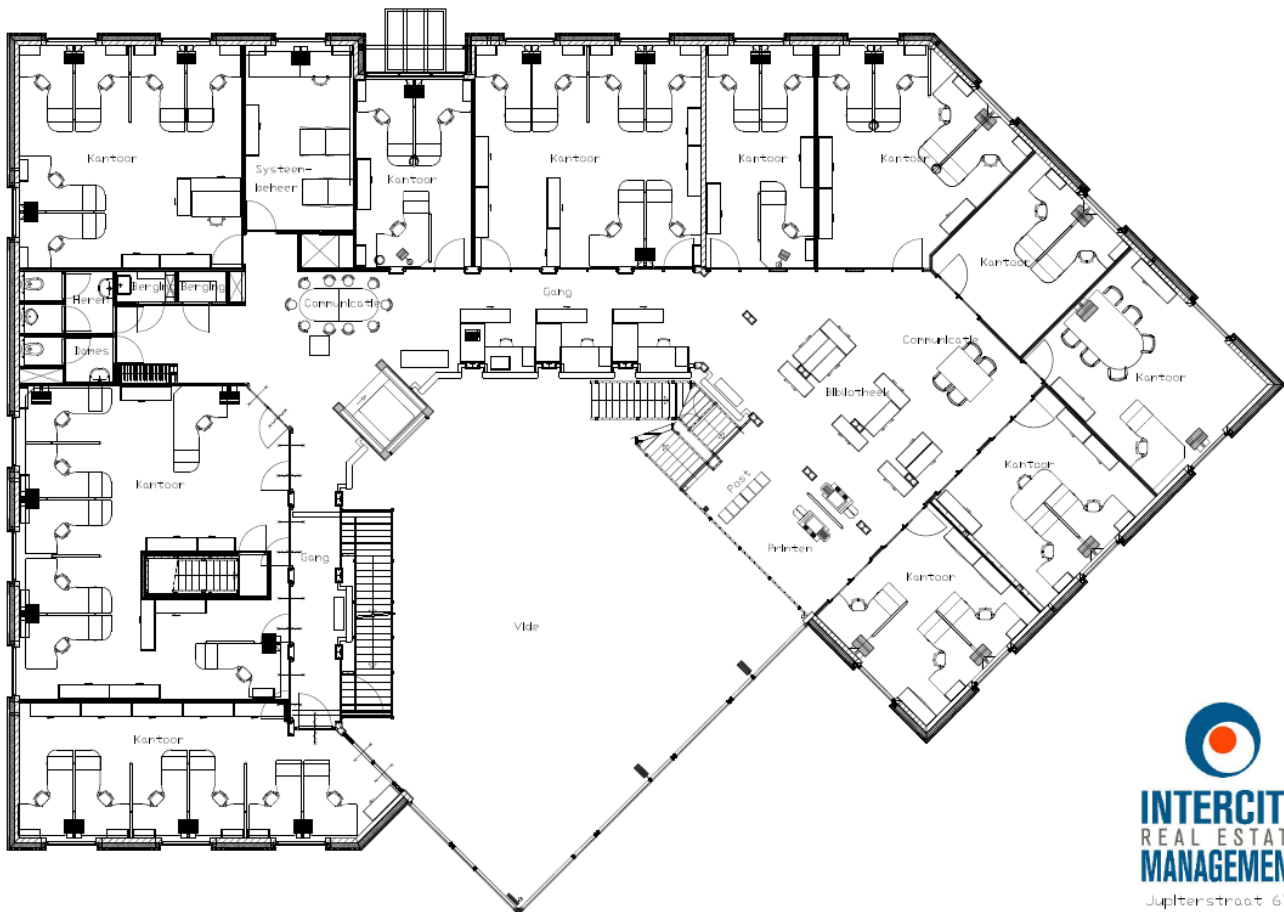 Kantoor
Systeem-
beheer
Kantoor
Kantoor
Kantoor
Kantoor
Kantoor
Heren
Berging
Berging
Communicatie
Gang
Communicatie
Dames
Kantoor
Bibliotheek
Kantoor
Kantoor
Post
Gang
Printen
Kantoor
Vide
Kantoor
INTERCIT
REAL ESTAT
MANAGEMEN
Jupiterstraat 6